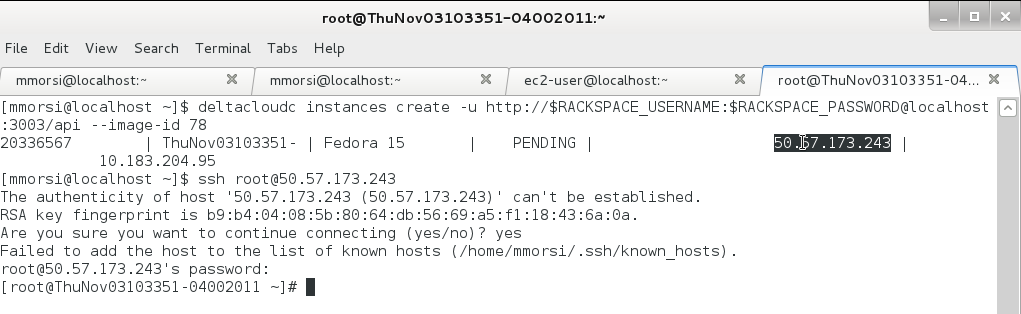 root@ThuNov03103351-04002011:~
File Edit View Search Terminal Tabs Help
mmorsi@localhost:~ mmorsi@localhost:~ ec2-user@localhost:~ root@ThuNov03103351-04...
[mmorsi@localhost ~]$ deltacloudc instances create -u http://$RACKSPACE_USERNAME:$RACKSPACE_PASSWORD@localhost
:3003/api --image-id 78
20336567 | ThuNov03103351- | Fedora 15 | PENDING | 50.57.173.243 |
10.183.204.95
[mmorsi@localhost ~]$ ssh root@50.57.173.243
The authenticity of host '50.57.173.243 (50.57.173.243)' can't be established.
RSA key fingerprint is b9:b4:04:08:5b:80:64:db:56:69:a5:f1:18:43:6a:0a.
Are you sure you want to continue connecting (yes/no)? yes
Failed to add the host to the list of known hosts (/home/mmorsi/.ssh/known_hosts).
root@50.57.173.243's password:
[root@ThuNov03103351-04002011 ~]#